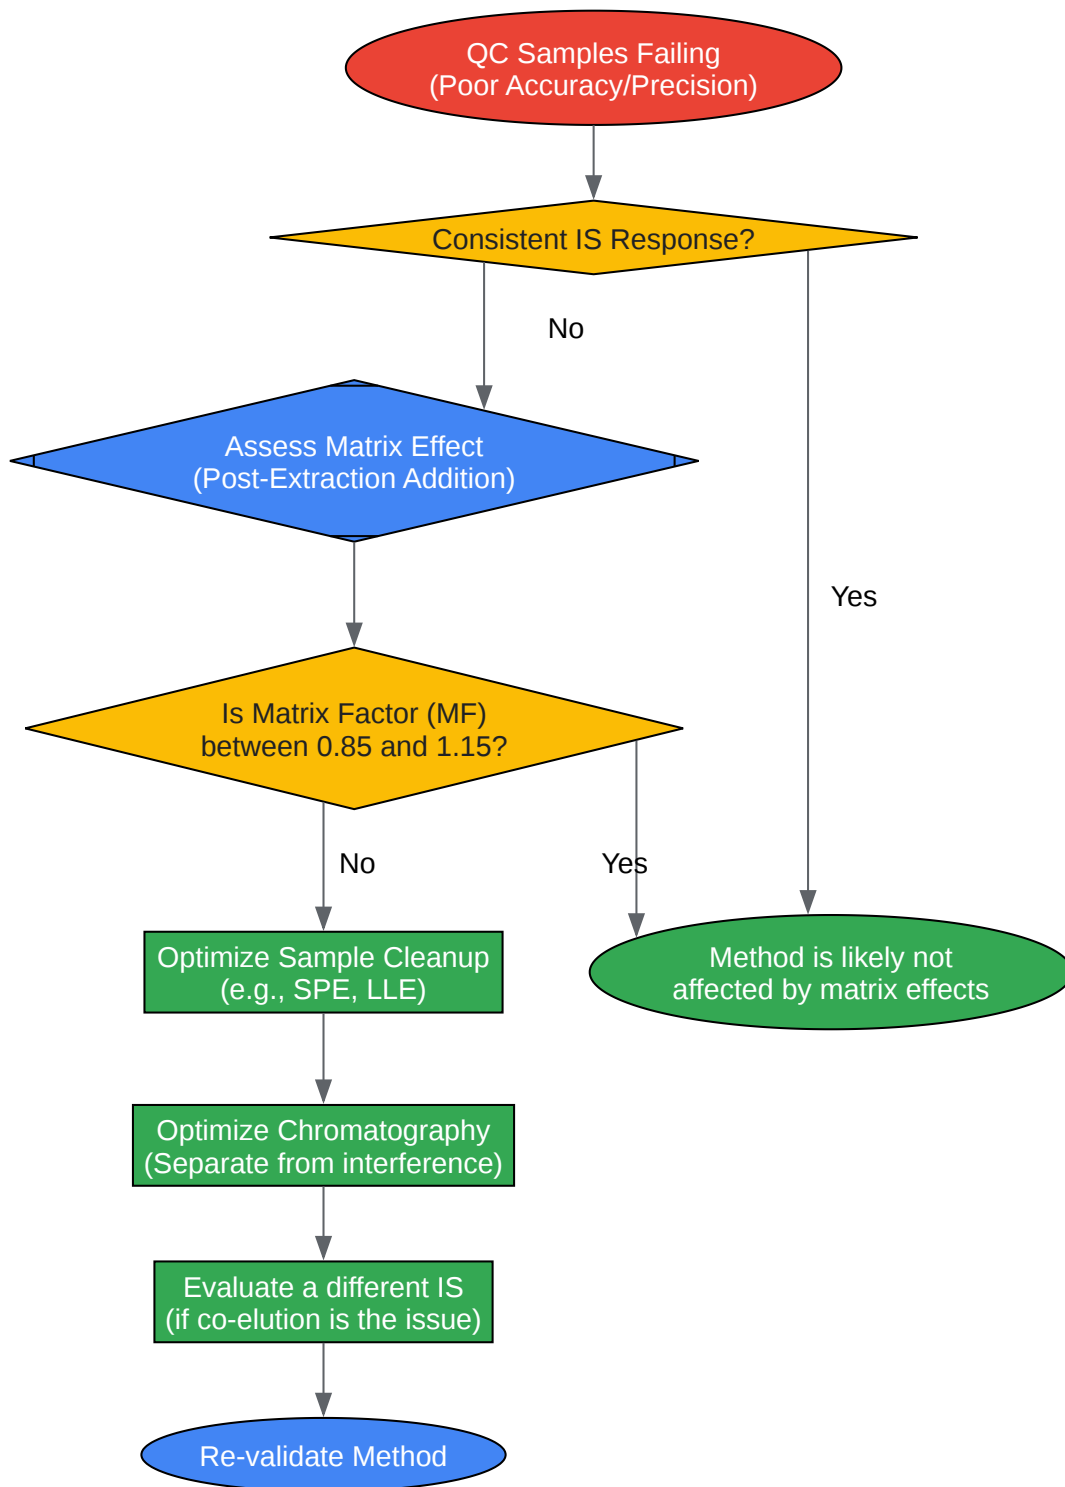 QC Samples Failing
(Poor Accuracy/Precision)
Consistent IS Response?
No
Assess Matrix Effect
(Post-Extraction Addition)
Yes
Is Matrix Factor (MF)
between 0.85 and 1.15?
No
Yes
Optimize Sample Cleanup
(e.g., SPE, LLE)
Method is likely not
affected by matrix effects
Optimize Chromatography
(Separate from interference)
Evaluate a different IS
(if co-elution is the issue)
Re-validate Method